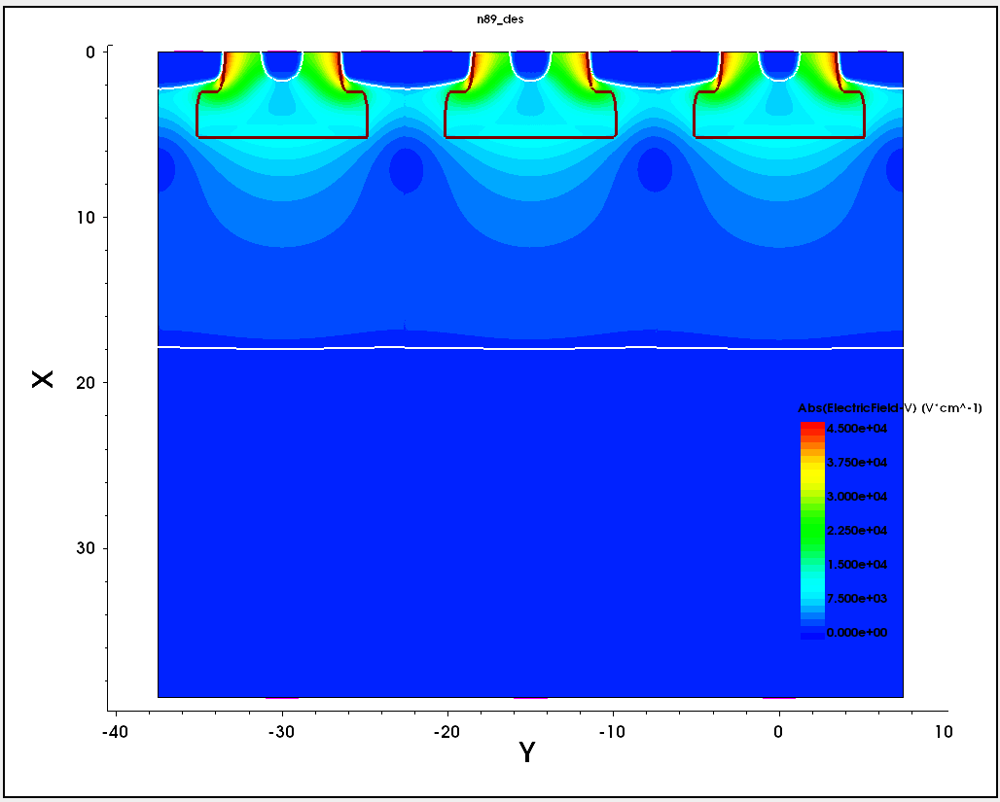 n89_des
0
10
20
30
X
Abs(ElectricField-V) (V*cm^-1)
4.500e+04
3.750e+04
3.000e+04
2.250e+04
1.500e+04
7.500e+03
0.000e+00
-40 -30 -20 -10 0 10
Y